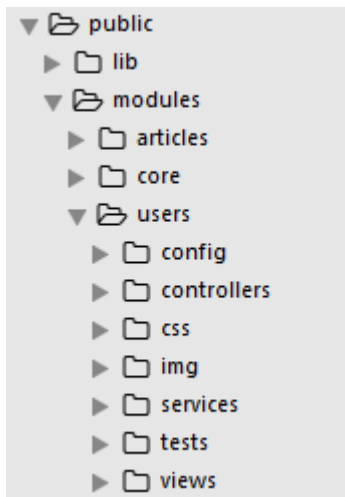 public
lib
modules
articles
core
users
config
controllers
css
img
services
tests
views